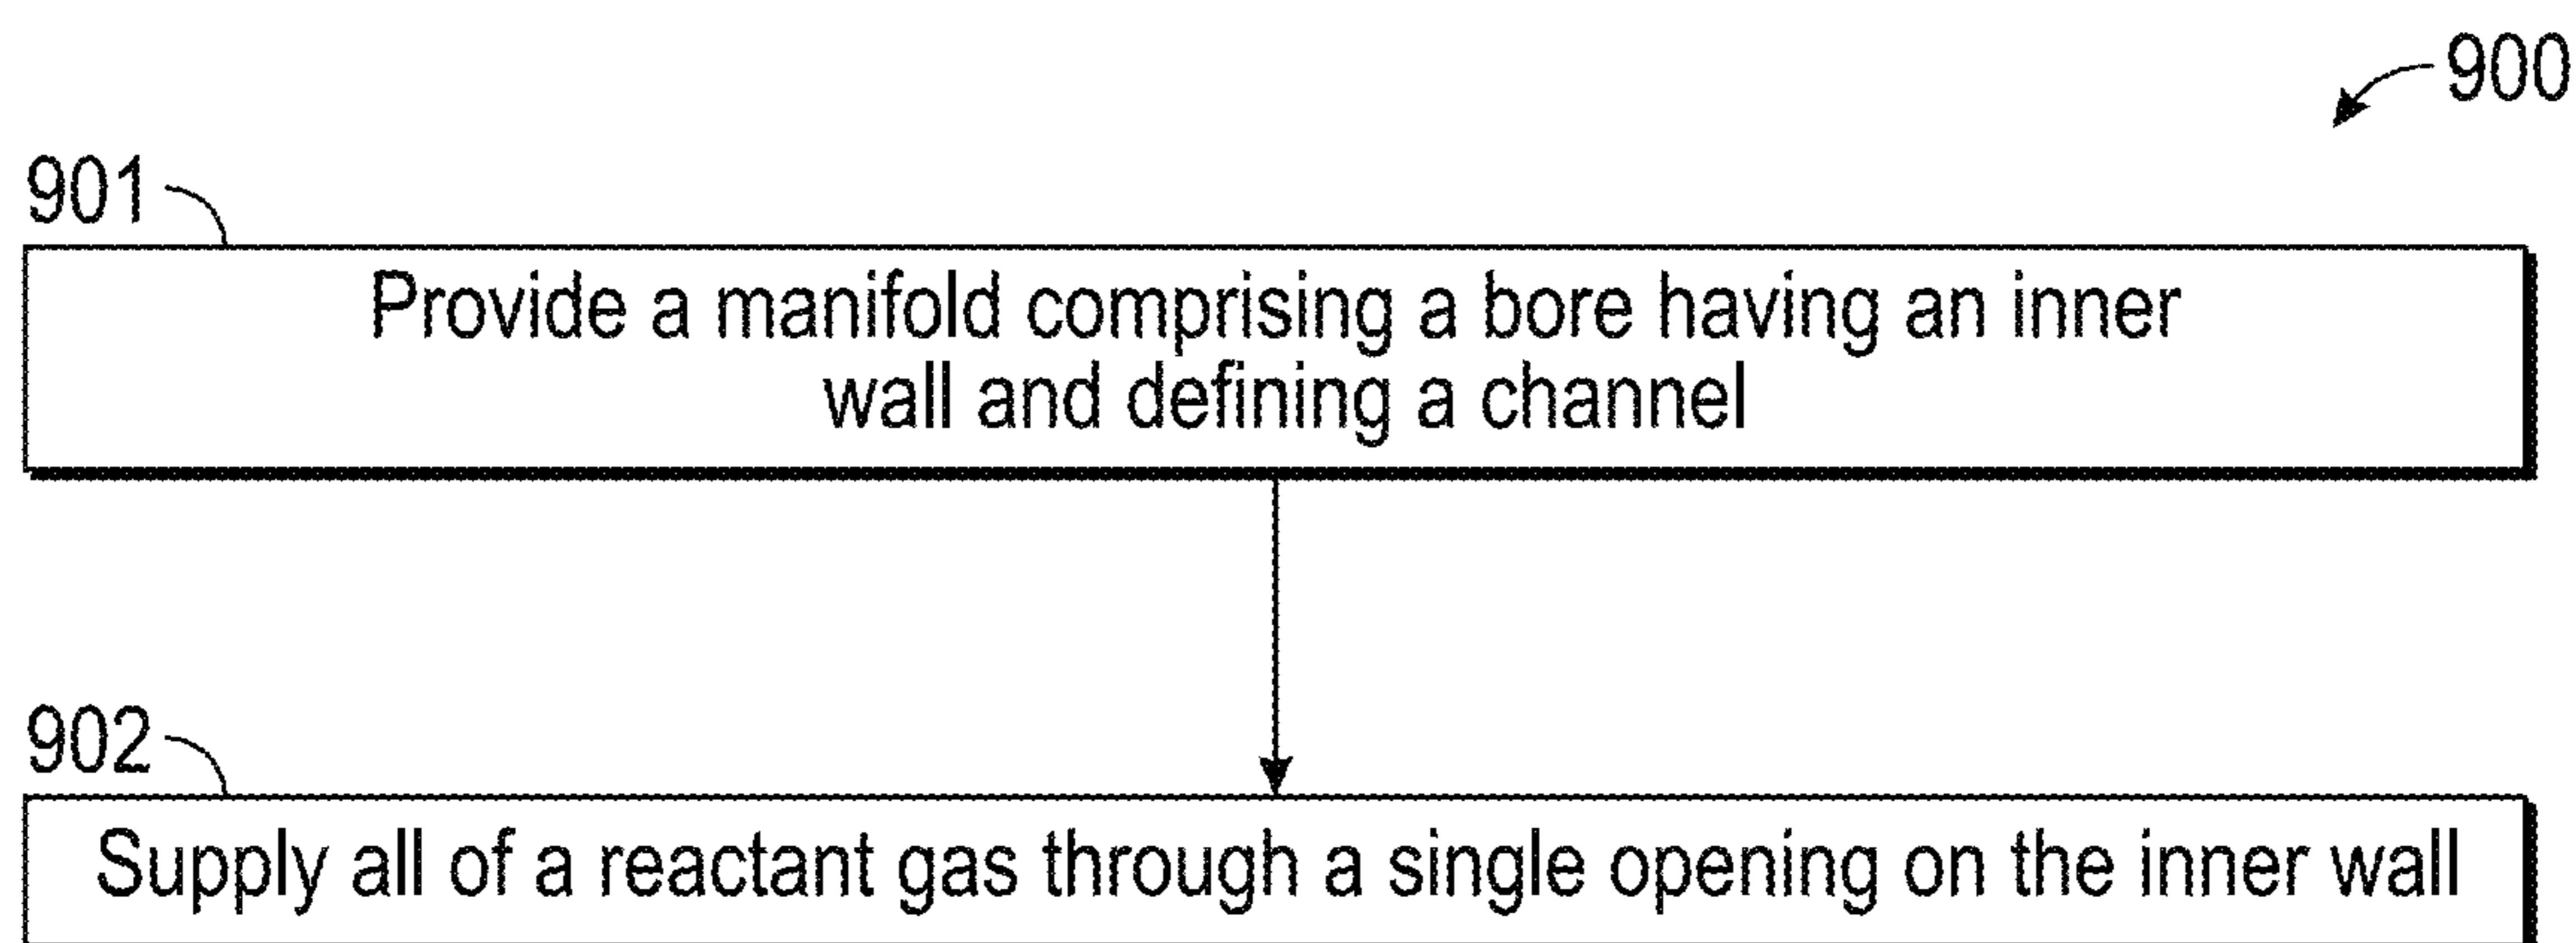 900
901
Provide a manifold comprising a bore having an inner
wall and defining a channel
902
Supply all of a reactant gas through a single opening on the inner wall